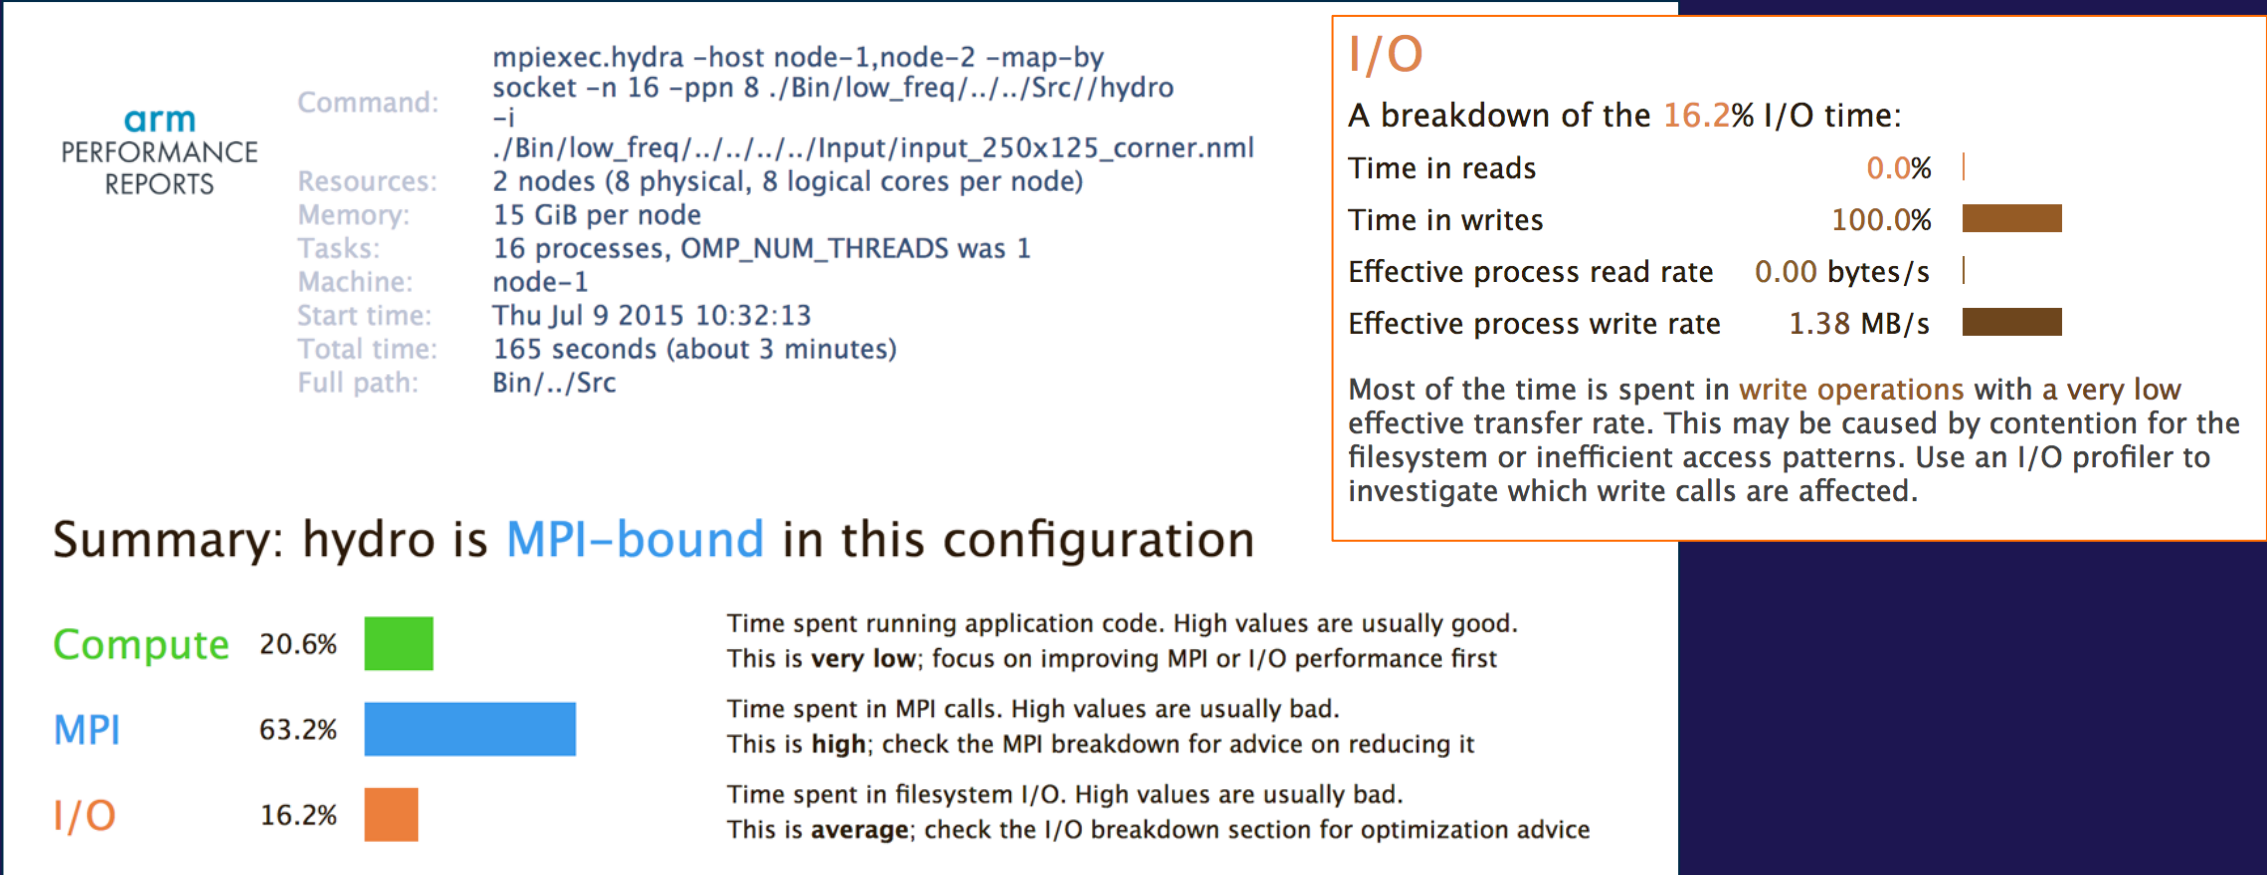 arm
PERFORMANCE
REPORTS
Command:
mpiexec.hydra -host node-1,node-2 -map-by
socket -n 16 -ppn 8 ./Bin/low_freq/../../Src//hydro
-i
./Bin/low_freq/../../../../Input/input_250x125_corner.nml
Resources: 2 nodes (8 physical, 8 logical cores per node)
Memory: 15 GiB per node
Tasks: 16 processes, OMP_NUM_THREADS was 1
Machine: node-1
Start time: Thu Jul 9 2015 10:32:13
Total time: 165 seconds (about 3 minutes)
Full path: Bin/../Src
Summary: hydro is MPI-bound in this configuration
Compute 20.6%
Time spent running application code. High values are usually good.
This is very low; focus on improving MPI or I/O performance first
MPI 63.2%
Time spent in MPI calls. High values are usually bad.
This is high; check the MPI breakdown for advice on reducing it
I/O 16.2%
Time spent in filesystem I/O. High values are usually bad.
This is average; check the I/O breakdown section for optimization advice
I/O
A breakdown of the 16.2% I/O time:
Time in reads 0.0%
Time in writes 100.0%
Effective process read rate 0.00 bytes/s
Effective process write rate 1.38 MB/s
Most of the time is spent in write operations with a very low
effective transfer rate. This may be caused by contention for the
filesystem or inefficient access patterns. Use an I/O profiler to
investigate which write calls are affected.